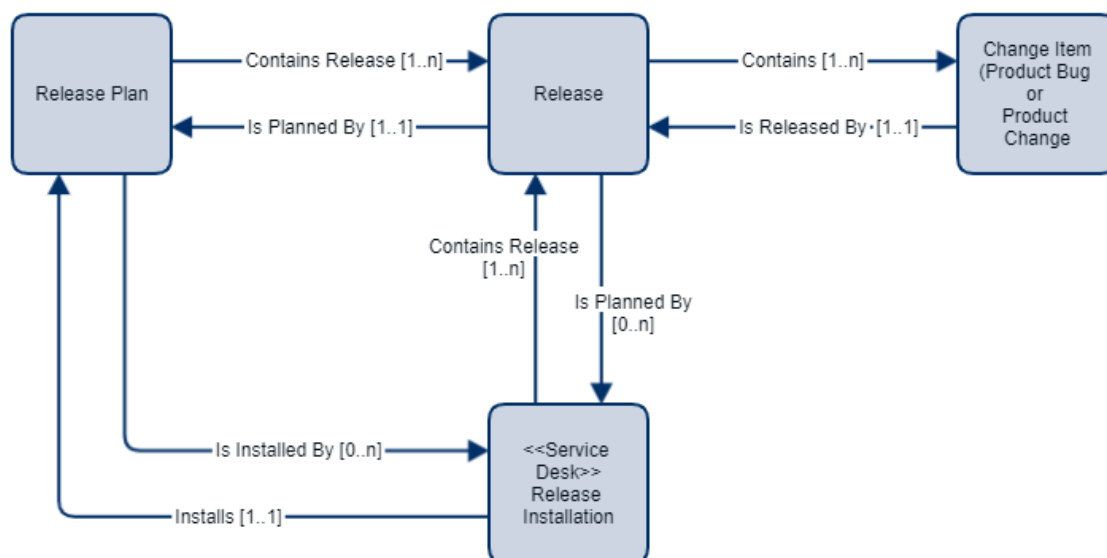 Release Plan
Contains Release [1..n]
Is Planned By [1..1]
Release
Contains [1..n]
Is Released By [1..1]
Change Item
(Product Bug
or
Product
Change
Contains Release
[1..n]
Is Planned By
[0..n]
Is Installed By [0..n]
Installs [1..1]
<<Service
Desk>>
Release
Installation